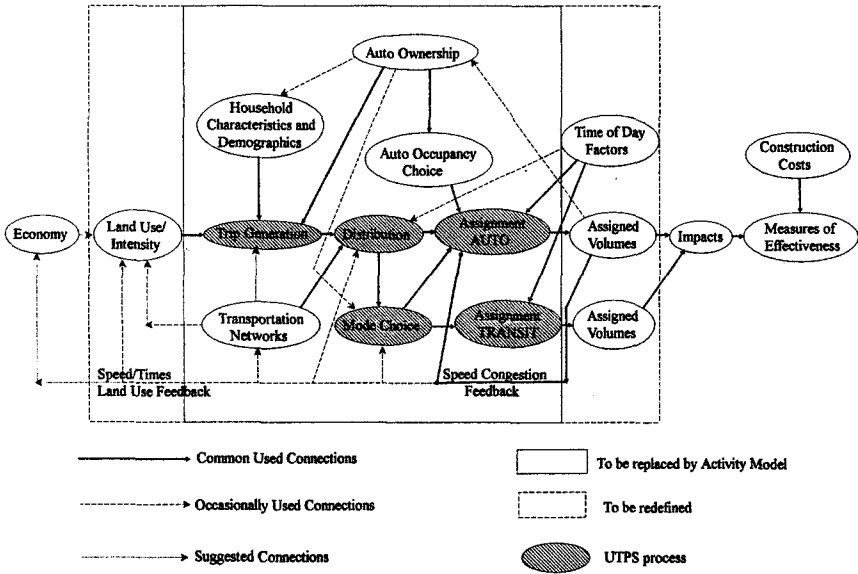 Auto Ownership
Household
Characteristics and
Demographics
Auto Occupancy
Choice
Time of Day
Factors
Construction
Costs
Economy
Land Use/
Intensity
Trip Generation
Distribution
Assignment
AUTO
Assigned
Volumes
Impacts
Measures of
Effectiveness
Transportation
Networks
Mode Choice
Assignment
TRANSIT
Assigned
Volumes
Speed/Times
Land Use Feedback
Speed Congestion
Feedback
Common Used Connections
To be replaced by Activity Model
Occasionally Used Connections
To be redefined
Suggested Connections
UTPS process